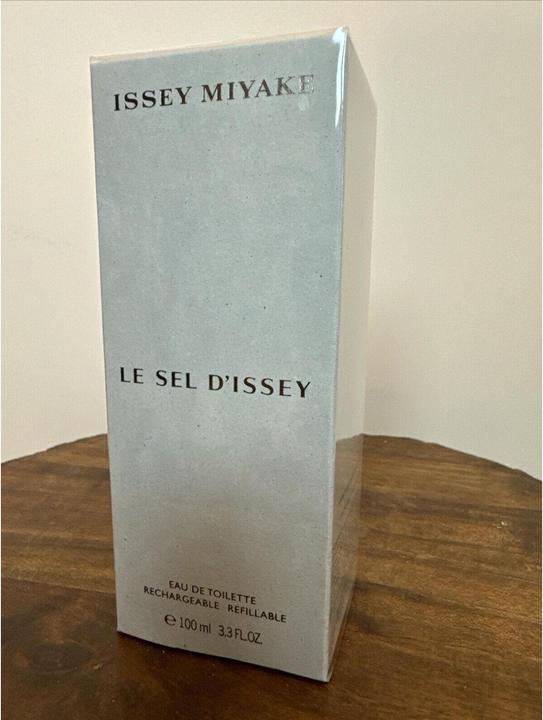 ISSEY MIYAKE
LE SEL D'ISSEY
EAU DE TOILETTE
RECHARGEABLE REFILLABLE
℮ 100 ml 3.3 FL.OZ.